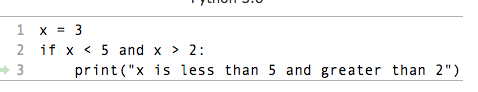 1 x = 3
2 if x < 5 and x > 2:
3     print("x is less than 5 and greater than 2")